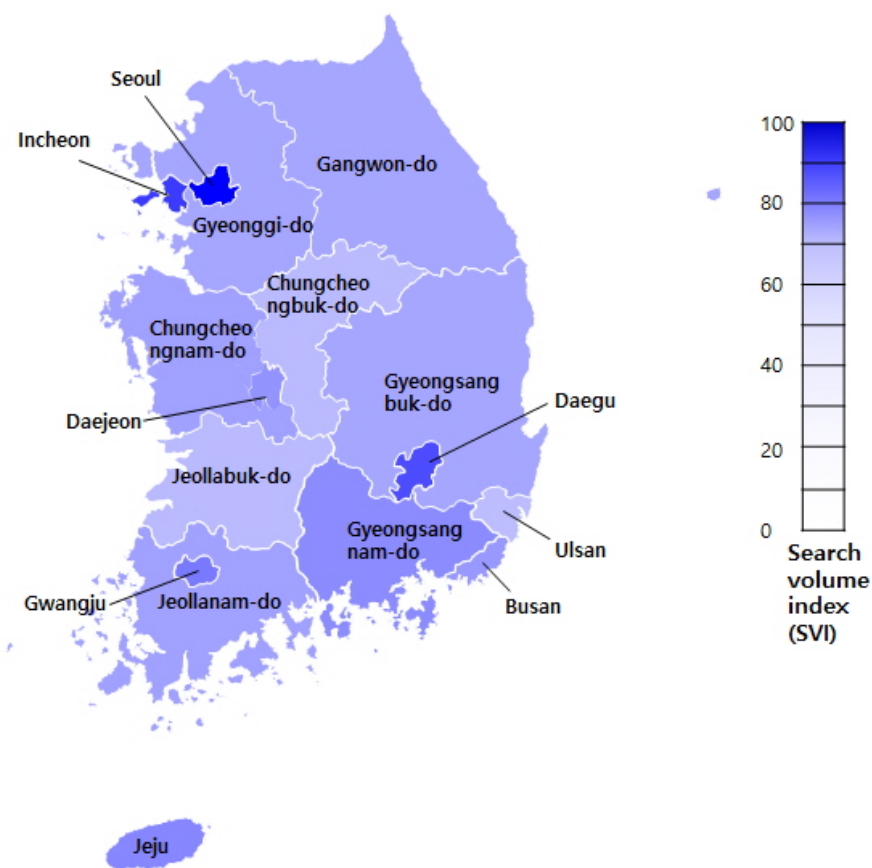 Seoul
Incheon
Gangwon-do
Gyeonggi-do
Chungcheo
ngbuk-do
Chungcheo
ngnam-do
Gyeongsang
buk-do
Daegu
Daejeon
Jeollabuk-do
Gyeongsang
nam-do
Ulsan
Busan
Gwangju
Jeollanam-do
Jeju
100
80
60
40
20
0
Search
volume
index
(SVI)